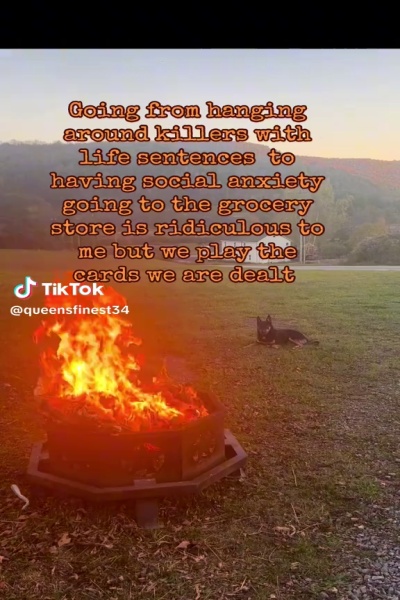 Going from hanging
around killers with
life sentences to
having social anxiety
going to the grocery
store is ridiculous to
me but we play the
cards we are dealt
TikTok
@queensfinest34